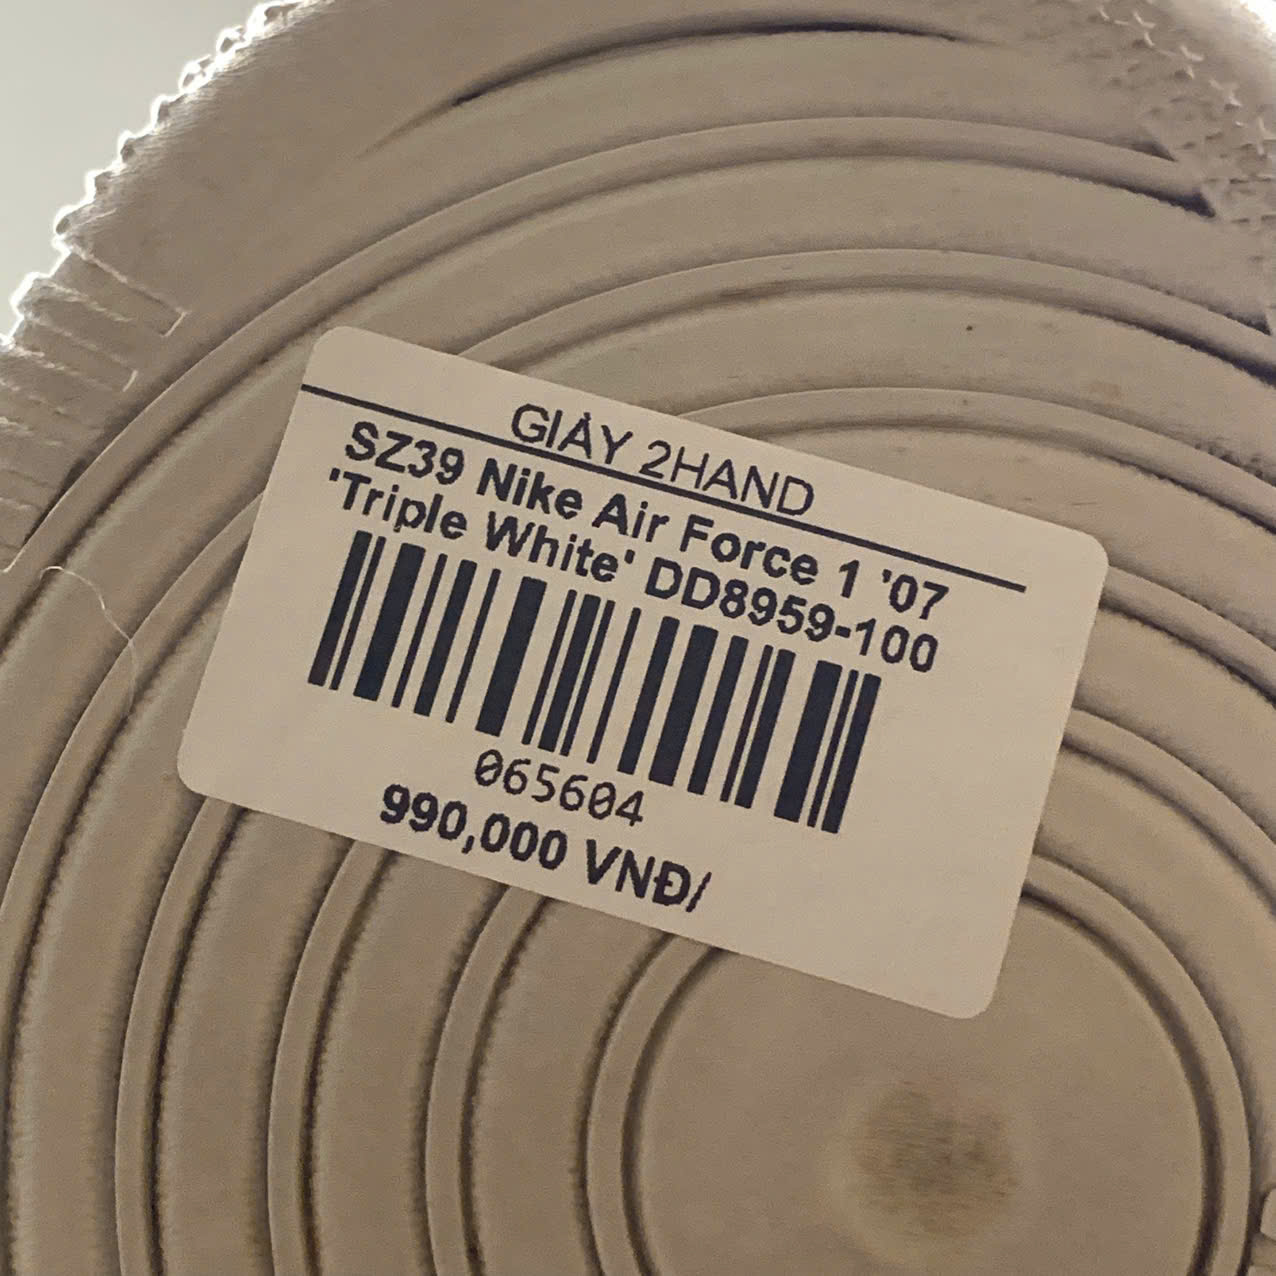 GIÀY 2HAND
SZ39 Nike Air Force 1 '07
'Triple White' DD8959-100
065604
990,000 VNĐ/